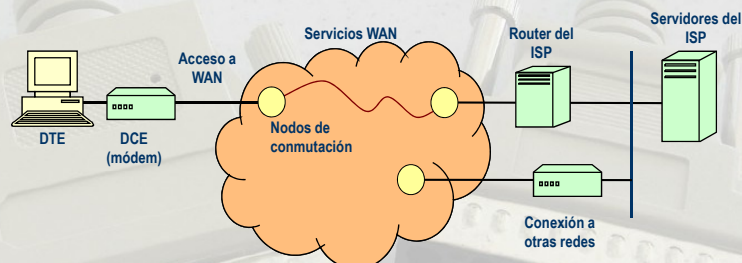 Servicios WAN
Router del
ISP
Servidores del
ISP
Acceso a
WAN
DTE
DCE
(módem)
Nodos de
conmutación
Conexión a
otras redes